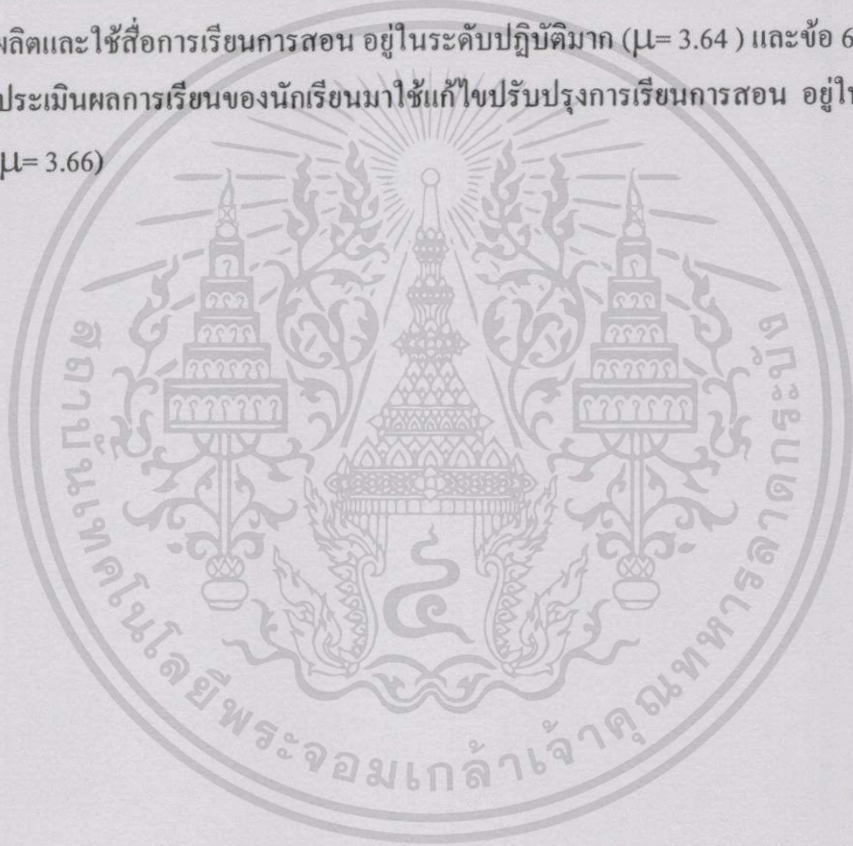 ผลิตและใช้สื่อการเรียนการสอน อยู่ในระดับปฏิบัติมาก (μ= 3.64 ) และข้อ 6
ประเมินผลการเรียนของนักเรียนมาใช้แก้ไขปรับปรุงการเรียนการสอน อยู่ใน
μ= 3.66)
สถาบันเทคโนโลยีพระจอมเกล้าเจ้าคุณทหารลาดกระบัง
๔